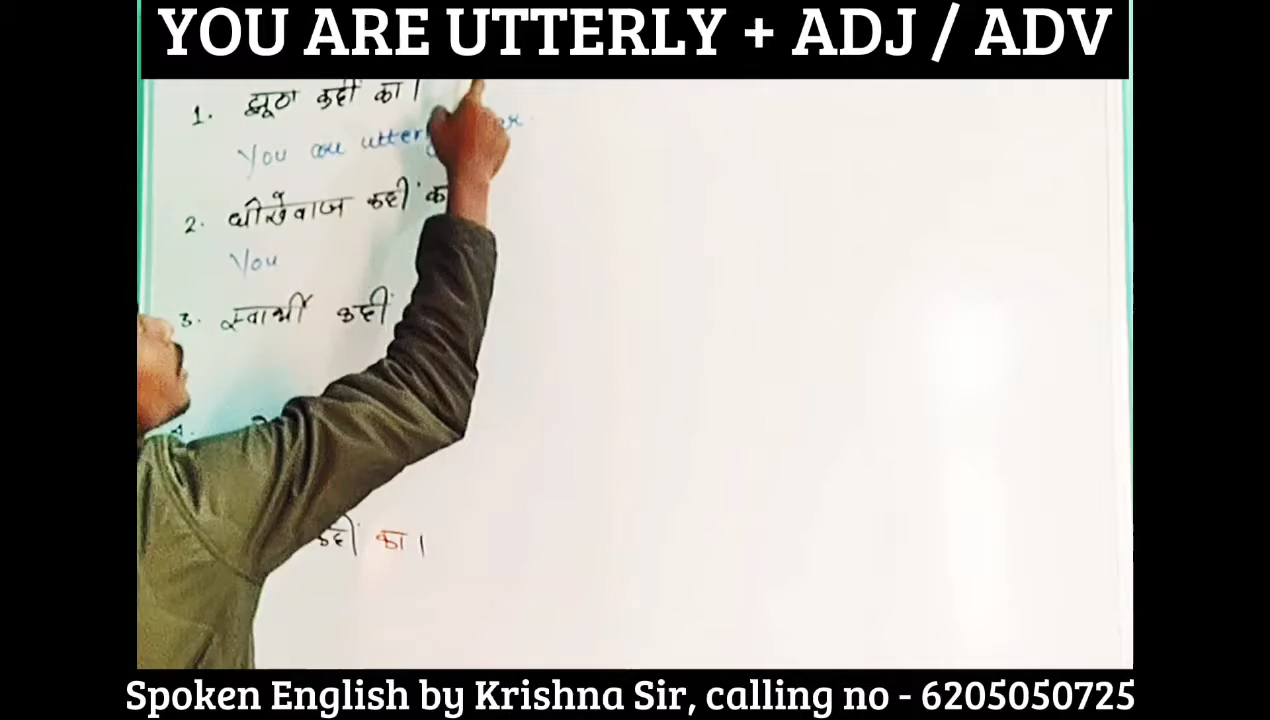 YOU ARE UTTERLY + ADJ / ADV
1. झूठा कहीं का।
You are
2. धोखेबाज कहीं
You
3. स्वार्थी कहीं
कहीं का।
Spoken English by Krishna Sir, calling no - 6205050725